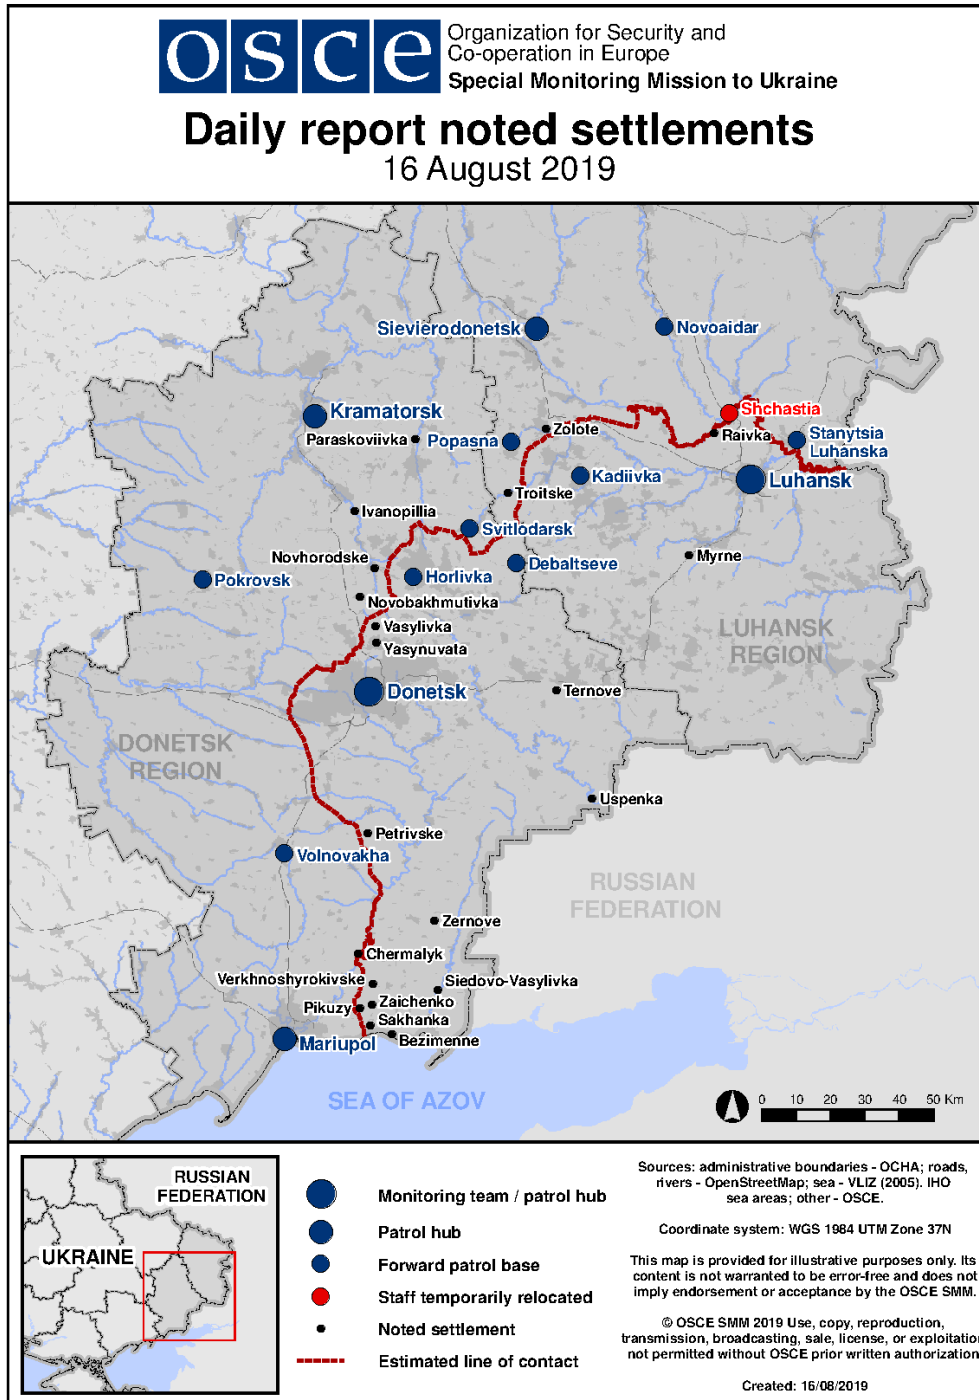 osce
Organization for Security and
Co-operation in Europe
Special Monitoring Mission to Ukraine
Daily report noted settlements
16 August 2019
Sievierodonetsk
Novoaidar
Kramatorsk
Shchastia
Paraskoviivka
Popasna
Zolote
Raivka
Stanytsia
Luhanska
Kadiivka
Luhansk
Troitske
Ivanopillia
Svitlodarsk
Novhorodske
Debaltseve
Myrne
Pokrovsk
Horlivka
Novobakhmutivka
Vasylivka
Yasynuvata
LUHANSK
REGION
Donetsk
Ternove
DONETSK
REGION
Uspenka
Petrivske
Volnovakha
RUSSIAN
FEDERATION
Zernove
Chermalyk
Verkhnoshyrokivske
Siedovo-Vasylivka
Pikuzy
Zaichenko
Sakhanka
Mariupol
Bezimenne
SEA OF AZOV
0 10 20 30 40 50 Km
RUSSIAN
FEDERATION
UKRAINE
Monitoring team / patrol hub
Patrol hub
Forward patrol base
Staff temporarily relocated
Noted settlement
Estimated line of contact
Sources: administrative boundaries - OCHA; roads,
rivers - OpenStreetMap; sea - VLIZ (2005). IHO
sea areas; other - OSCE.
Coordinate system: WGS 1984 UTM Zone 37N
This map is provided for illustrative purposes only. Its
content is not warranted to be error-free and does not
imply endorsement or acceptance by the OSCE SMM.
© OSCE SMM 2019 Use, copy, reproduction,
transmission, broadcasting, sale, license, or exploitation
not permitted without OSCE prior written authorization
Created: 16/08/2019